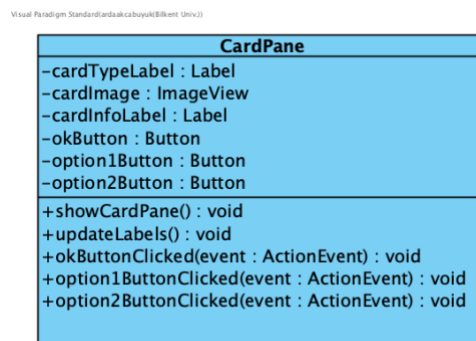 Visual Paradigm Standard(ardaakcabuyuk(Bilkent Univ.))
CardPane
-cardTypeLabel : Label
-cardImage : ImageView
-cardInfoLabel : Label
-okButton : Button
-option1Button : Button
-option2Button : Button
+showCardPane() : void
+updateLabels() : void
+okButtonClicked(event : ActionEvent) : void
+option1ButtonClicked(event : ActionEvent) : void
+option2ButtonClicked(event : ActionEvent) : void